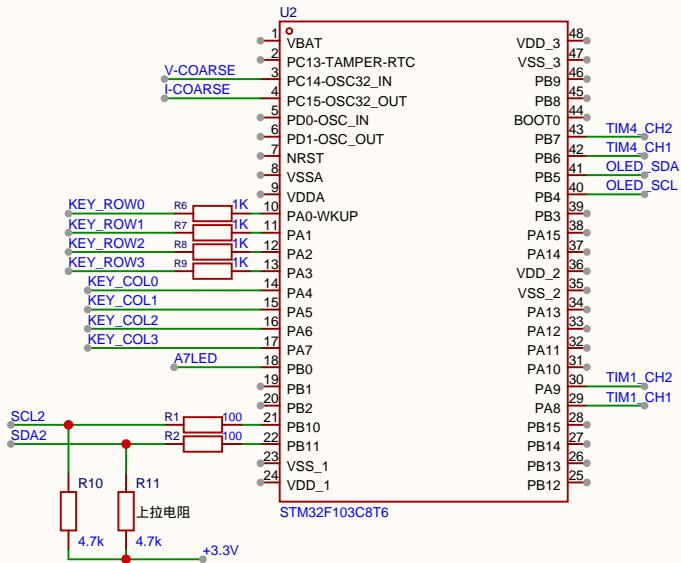 U2
1 VBAT VDD_3 48
2 PC13-TAMPER-RTC VSS_3 47
V-COARSE 3 PC14-OSC32_IN PB9 46
I-COARSE 4 PC15-OSC32_OUT PB8 45
5 PD0-OSC_IN BOOT0 44
6 PD1-OSC_OUT PB7 43 TIM4_CH2
7 NRST PB6 42 TIM4_CH1
8 VSSA PB5 41 OLED_SDA
9 VDDA PB4 40 OLED_SCL
KEY_ROW0 R6 1K 10 PA0-WKUP PB3 39
KEY_ROW1 R7 1K 11 PA1 PA15 38
KEY_ROW2 R8 1K 12 PA2 PA14 37
KEY_ROW3 R9 1K 13 PA3 VDD_2 36
KEY_COL0 14 PA4 VSS_2 35
KEY_COL1 15 PA5 PA13 34
KEY_COL2 16 PA6 PA12 33
KEY_COL3 17 PA7 PA11 32
A7LED 18 PB0 PA10 31
19 PB1 PA9 30 TIM1_CH2
20 PB2 PA8 29 TIM1_CH1
SCL2 R1 100 21 PB10 PB15 28
SDA2 R2 100 22 PB11 PB14 27
23 VSS_1 PB13 26
24 VDD_1 PB12 25
R10 R11
上拉电阻 STM32F103C8T6
4.7k 4.7k
+3.3V